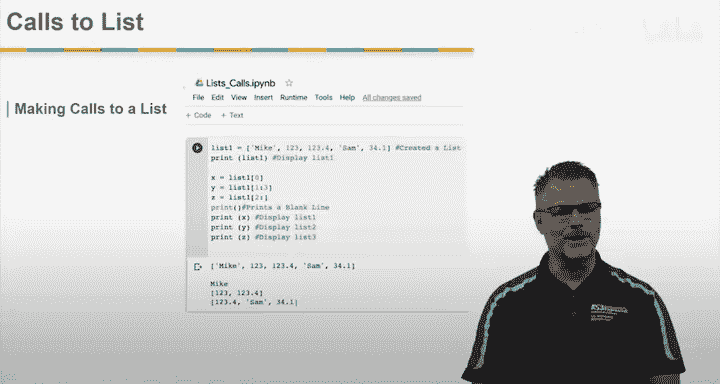 Calls to List
Making Calls to a List
Lists_Calls.ipynb
File Edit View Insert Runtime Tools Help All changes saved
+ Code + Text
list1 = ['Mike', 123, 123.4, 'Sam', 34.1] #Created a List
print (list1) #Display list1
x = list1[0]
y = list1[1:3]
z = list1[2:]
print()#Prints a Blank Line
print (x) #Display list1
print (y) #Display list2
print (z) #Display list3
['Mike', 123, 123.4, 'Sam', 34.1]
Mike
[123, 123.4]
[123.4, 'Sam', 34.1]